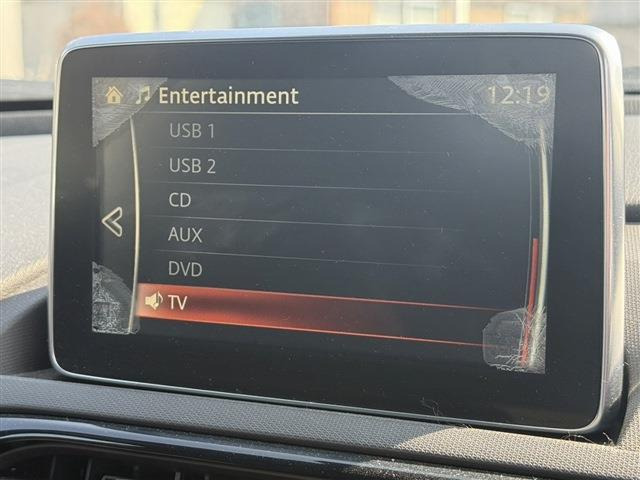 Entertainment 12:19
USB 1
USB 2
CD
AUX
DVD
TV